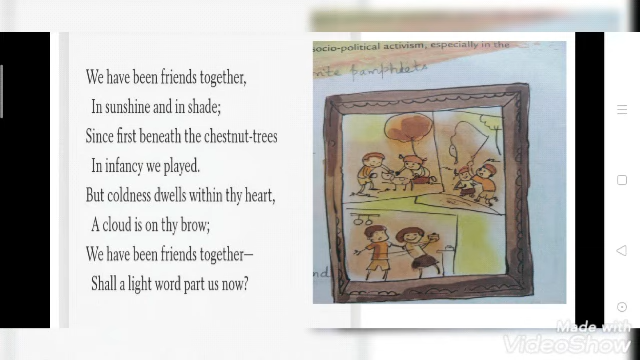 We have been friends together,
In sunshine and in shade;
Since first beneath the chestnut-trees
In infancy we played.
But coldness dwells within thy heart,
A cloud is on thy brow;
We have been friends together—
Shall a light word part us now?
socio-political activism, especially in the
pamphlets
Made with
VideoShow